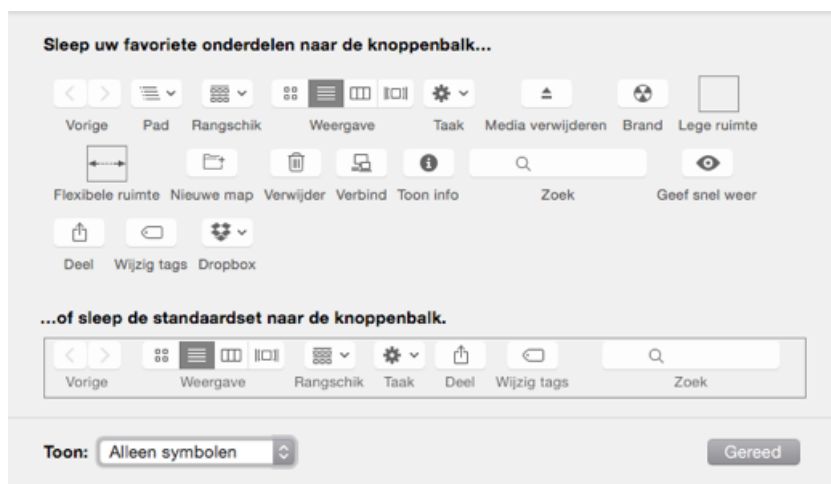 Sleep uw favoriete onderdelen naar de knoppenbalk...
Vorige Pad Rangschik Weergave Taak Media verwijderen Brand Lege ruimte
Flexibele ruimte Nieuwe map Verwijder Verbind Toon info Zoek Geef snel weer
Deel Wijzig tags Dropbox
...of sleep de standaardset naar de knoppenbalk.
Vorige Weergave Rangschik Taak Deel Wijzig tags Zoek
Toon: Alleen symbolen Gereed